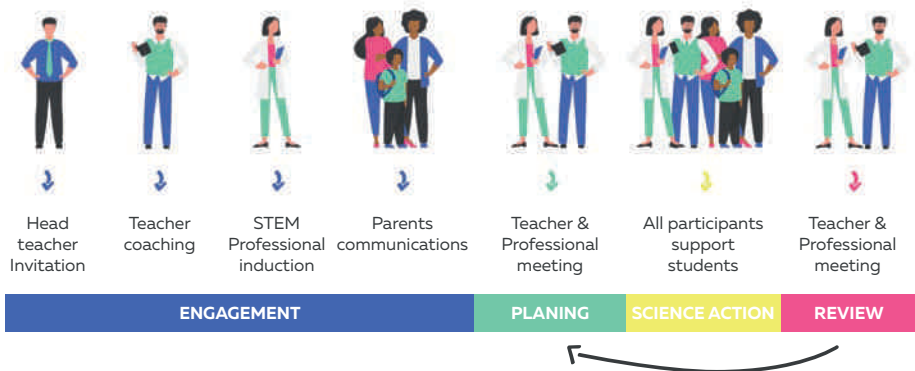 Head
teacher
Invitation
Teacher
coaching
STEM
Professional
induction
Parents
communications
Teacher &
Professional
meeting
All participants
support
students
Teacher &
Professional
meeting
ENGAGEMENT
PLANING
SCIENCE ACTION
REVIEW